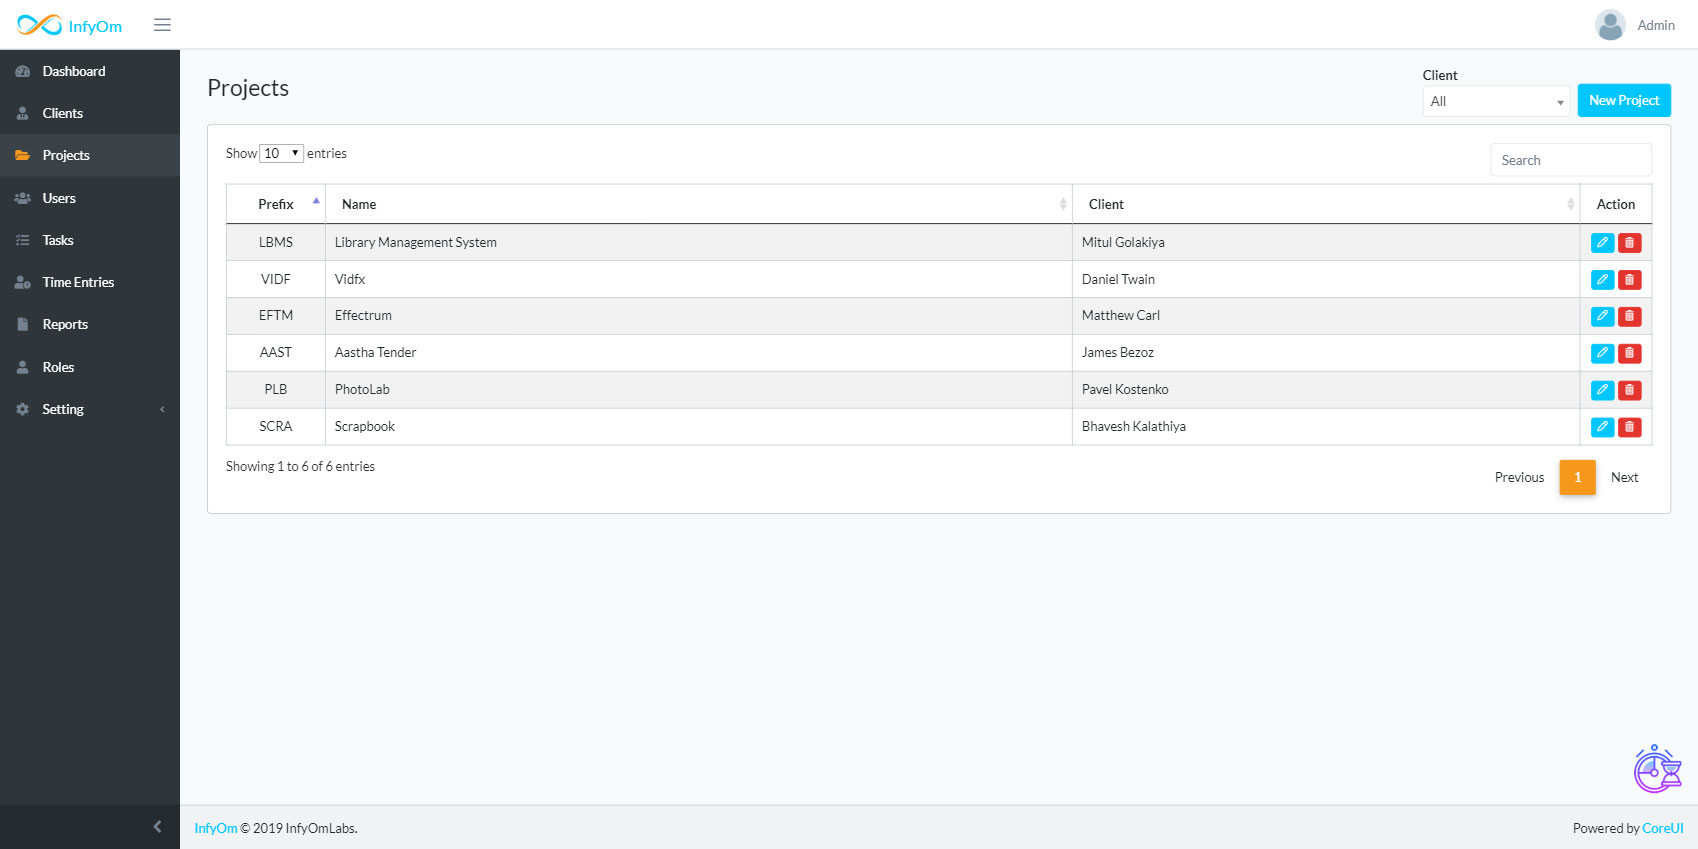 InfyOm
Admin
Dashboard
Clients
Projects
Users
Tasks
Time Entries
Reports
Roles
Setting
Projects
Client
All
New Project
Show 10 entries
Search
Prefix Name Client Action
LBMS Library Management System Mitul Golakiya
VIDF Vidfx Daniel Twain
EFTM Effectrum Matthew Carl
AAST Aastha Tender James Bezoz
PLB PhotoLab Pavel Kostenko
SCRA Scrapbook Bhavesh Kalathiya
Showing 1 to 6 of 6 entries
Previous 1 Next
InfyOm © 2019 InfyOmLabs.
Powered by CoreUI